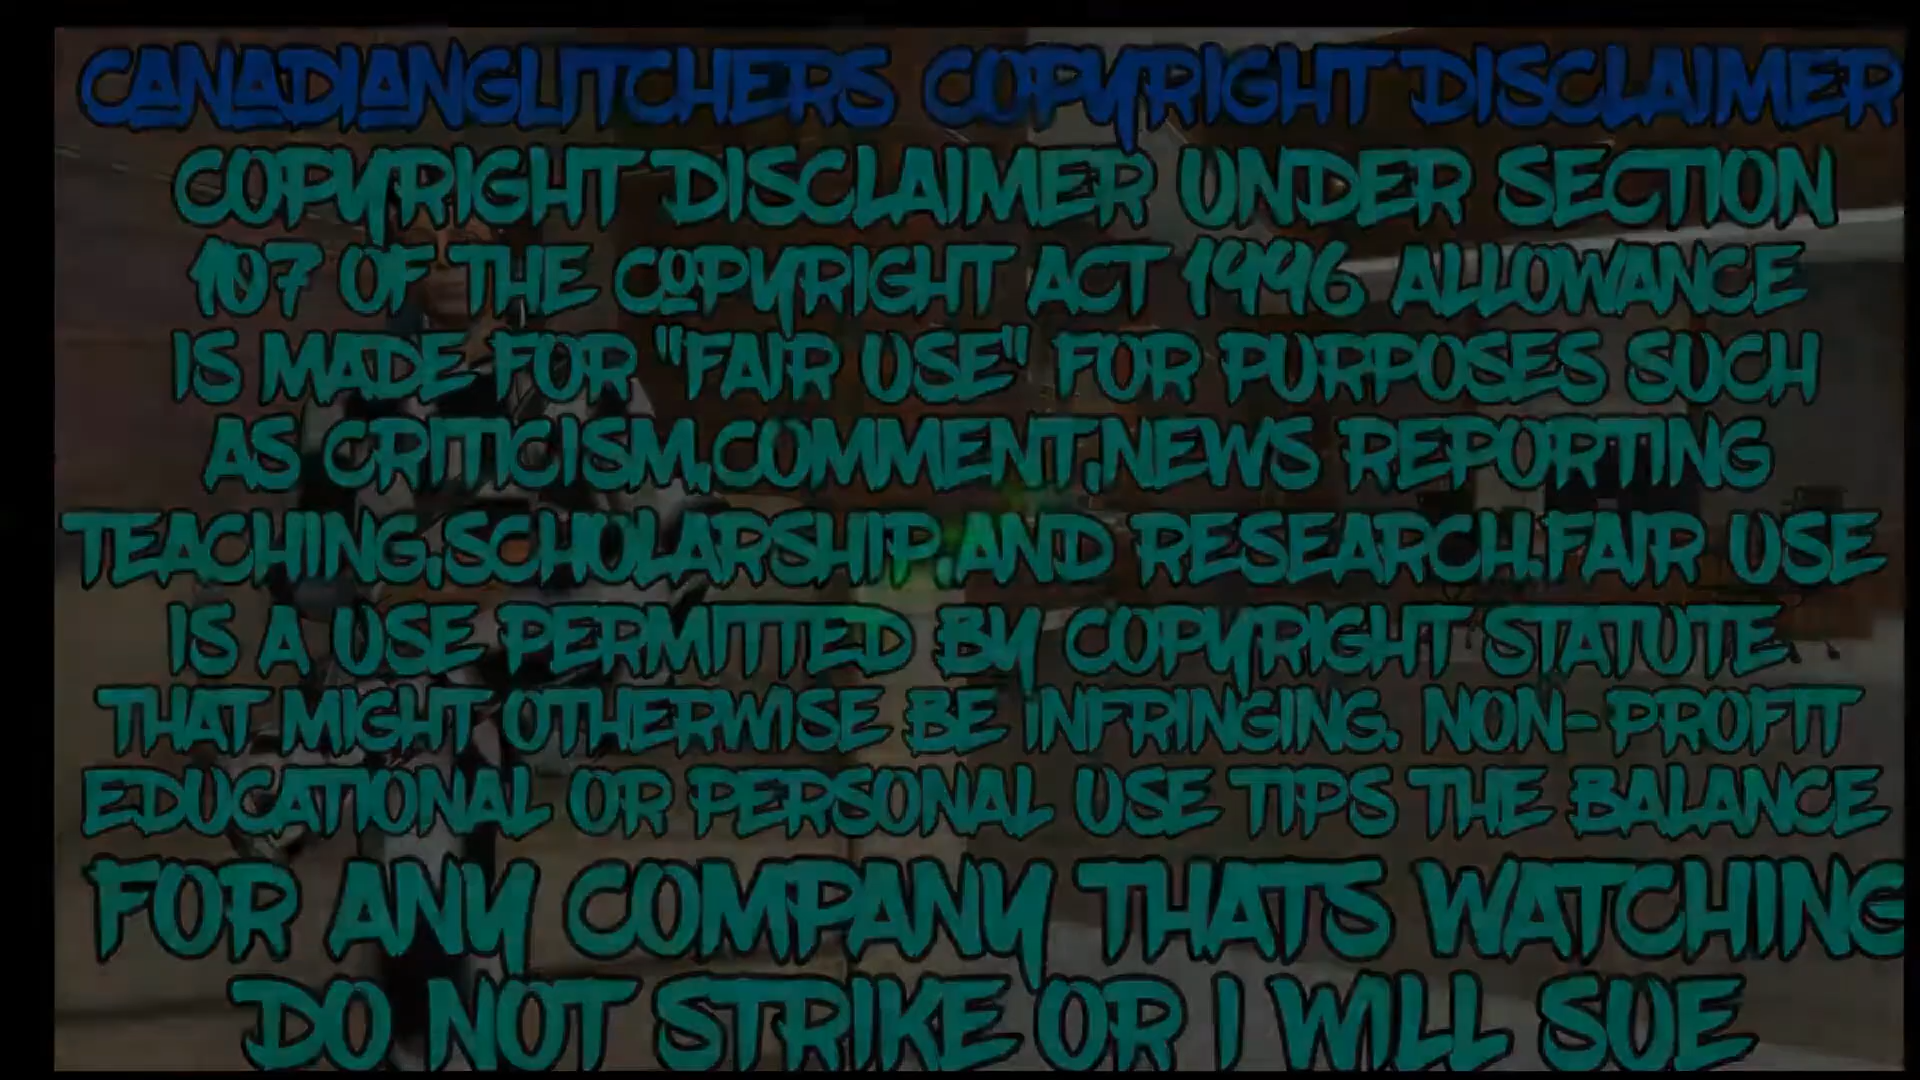 CANADIANGLITCHERS COPYRIGHT DISCLAIMER
COPYRIGHT DISCLAIMER UNDER SECTION
107 OF THE COPYRIGHT ACT 1996 ALLOWANCE
IS MADE FOR "FAIR USE" FOR PURPOSES SUCH
AS CRITICISM,COMMENT,NEWS REPORTING
TEACHING,SCHOLARSHIP,AND RESEARCH.FAIR USE
IS A USE PERMITTED BY COPYRIGHT STATUTE
THAT MIGHT OTHERWISE BE INFRINGING. NON-PROFIT
EDUCATIONAL OR PERSONAL USE TIPS THE BALANCE
FOR ANY COMPANY THATS WATCHING
DO NOT STRIKE OR I WILL SUE